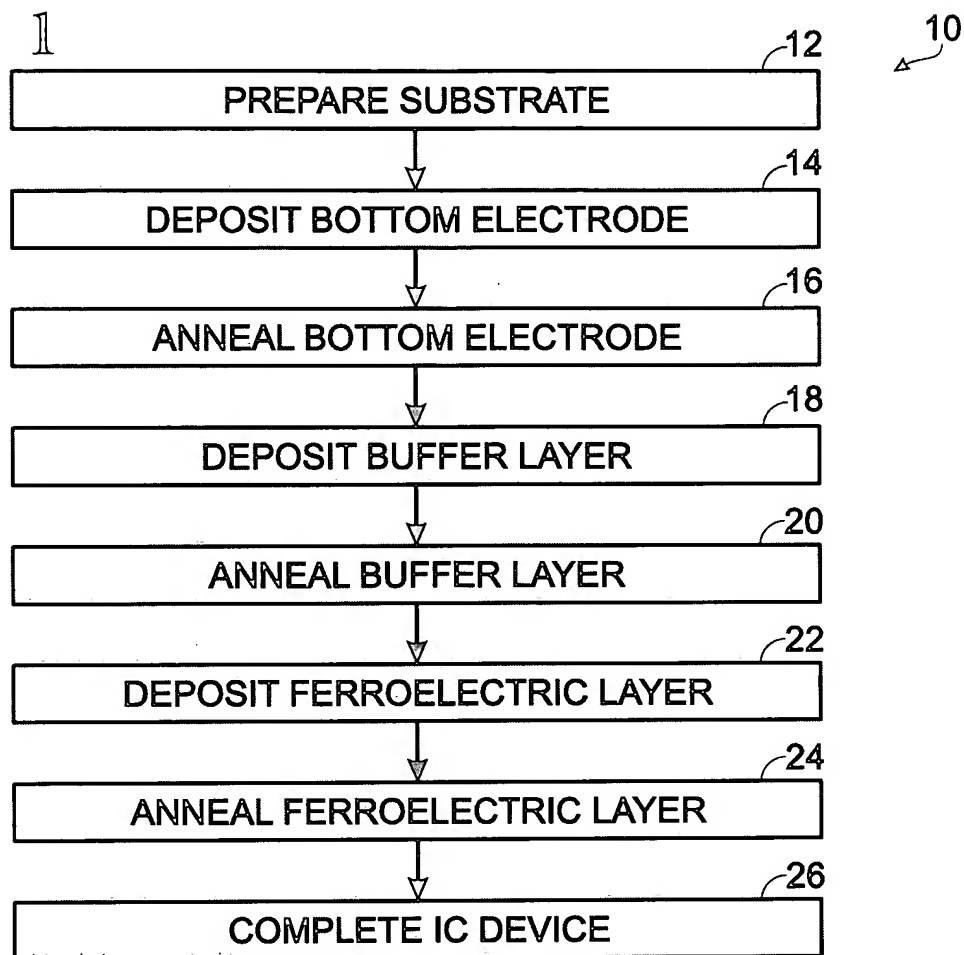 1
10
12
PREPARE SUBSTRATE
14
DEPOSIT BOTTOM ELECTRODE
16
ANNEAL BOTTOM ELECTRODE
18
DEPOSIT BUFFER LAYER
20
ANNEAL BUFFER LAYER
22
DEPOSIT FERROELECTRIC LAYER
24
ANNEAL FERROELECTRIC LAYER
26
COMPLETE IC DEVICE